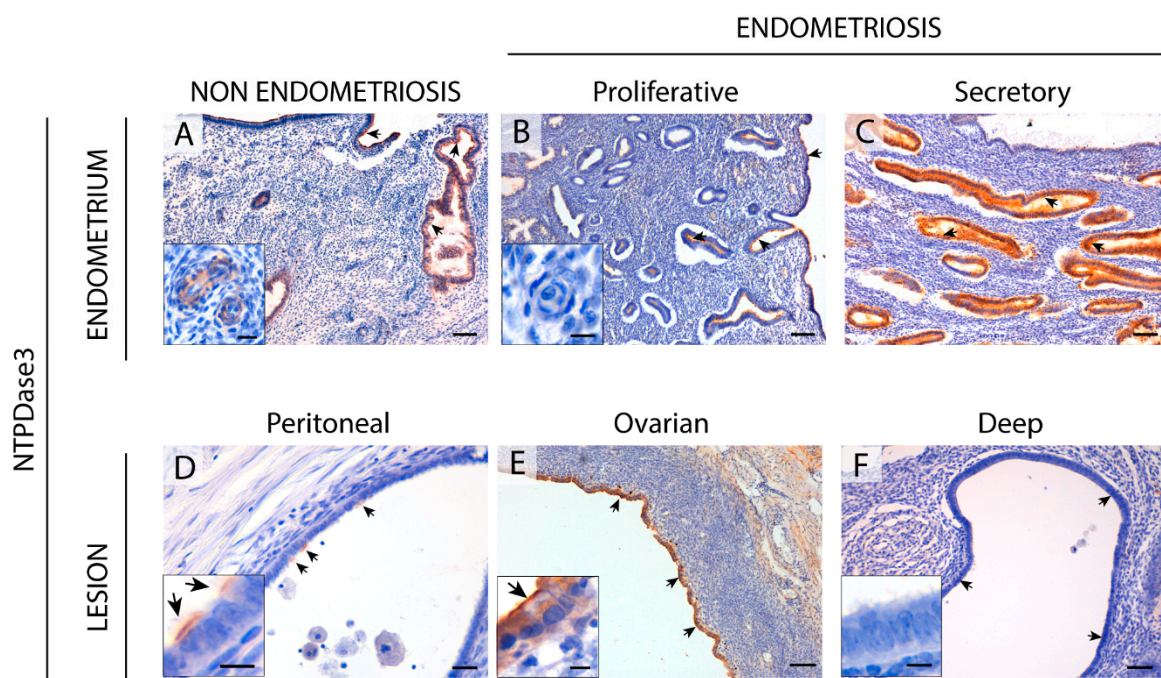 ENDOMETRIOSIS
NON ENDOMETRIOSIS
Proliferative
Secretory
NTPDase3
ENDOMETRIUM
A
B
C
Peritoneal
Ovarian
Deep
LESION
D
E
F